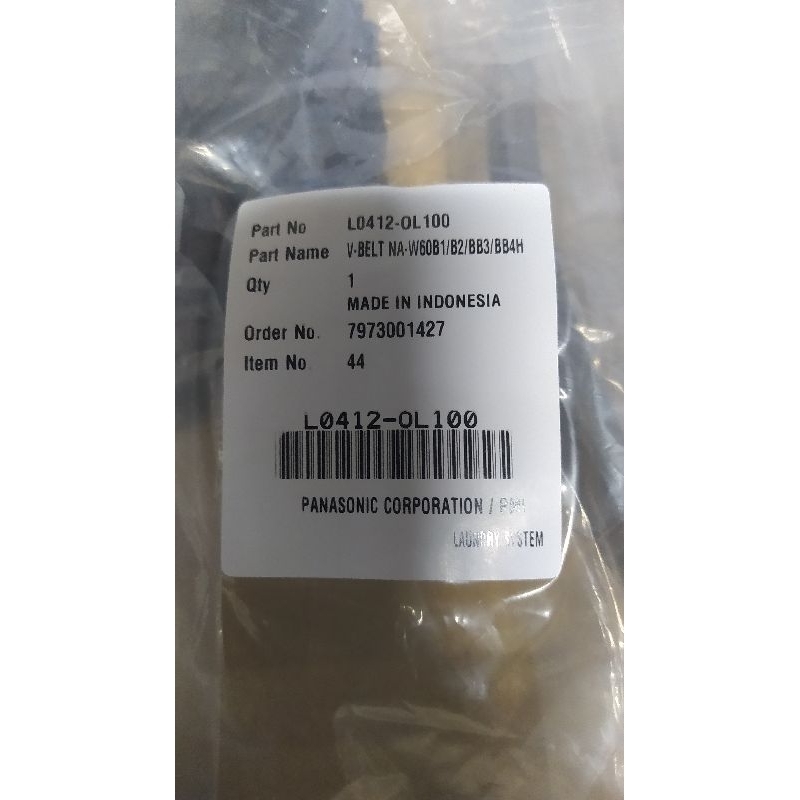 Part No L0412-OL100
Part Name V-BELT NA-W60B1/B2/BB3/BB4H
Qty 1
MADE IN INDONESIA
Order No. 7973001427
Item No 44
L0412-OL100
PANASONIC CORPORATION /
LAUNDRY SYSTEM